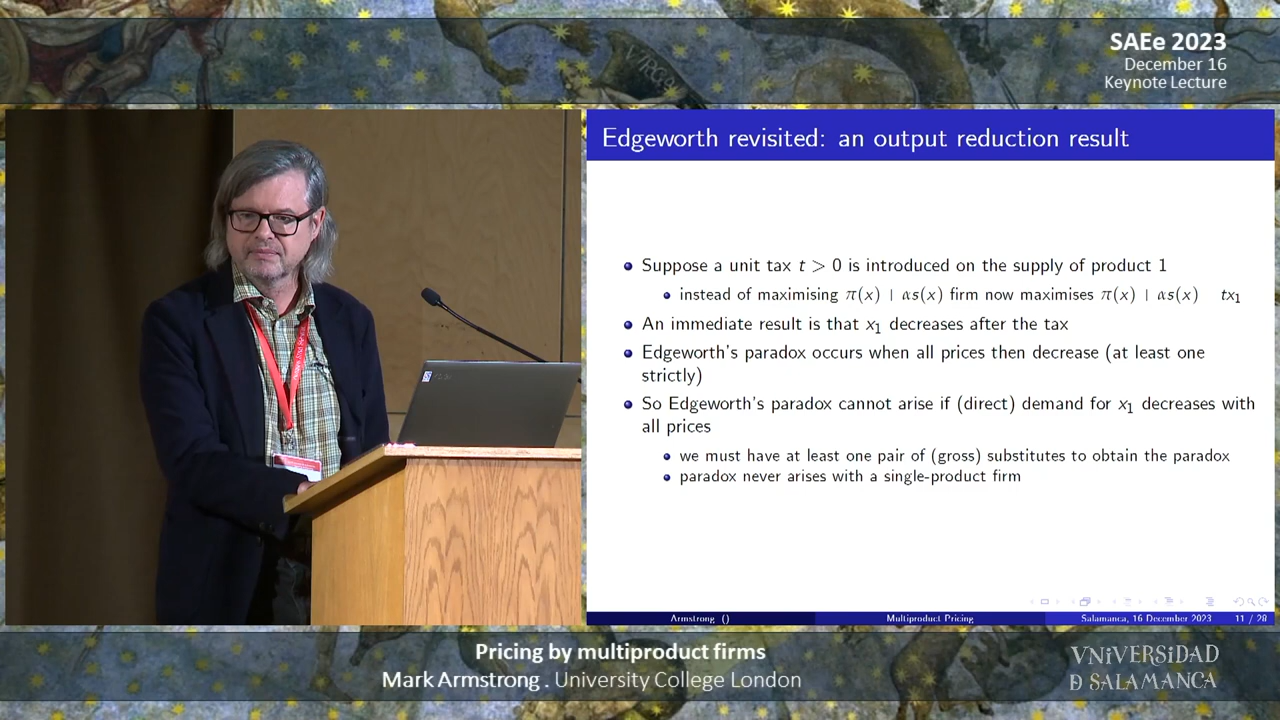 SAEe 2023
December 16
Keynote Lecture
Edgeworth revisited: an output reduction result
Suppose a unit tax t > 0 is introduced on the supply of product 1
instead of maximising π(x) | αs(x) firm now maximises π(x) | αs(x) tx₁
An immediate result is that x₁ decreases after the tax
Edgeworth's paradox occurs when all prices then decrease (at least one
strictly)
So Edgeworth's paradox cannot arise if (direct) demand for x₁ decreases with
all prices
we must have at least one pair of (gross) substitutes to obtain the paradox
paradox never arises with a single-product firm
Armstrong ()
Multiproduct Pricing
Salamanca, 16 December 2023
11 / 28
Pricing by multiproduct firms
Mark Armstrong . University College London
VNiVERSiDAD
Ð SALAMANCA